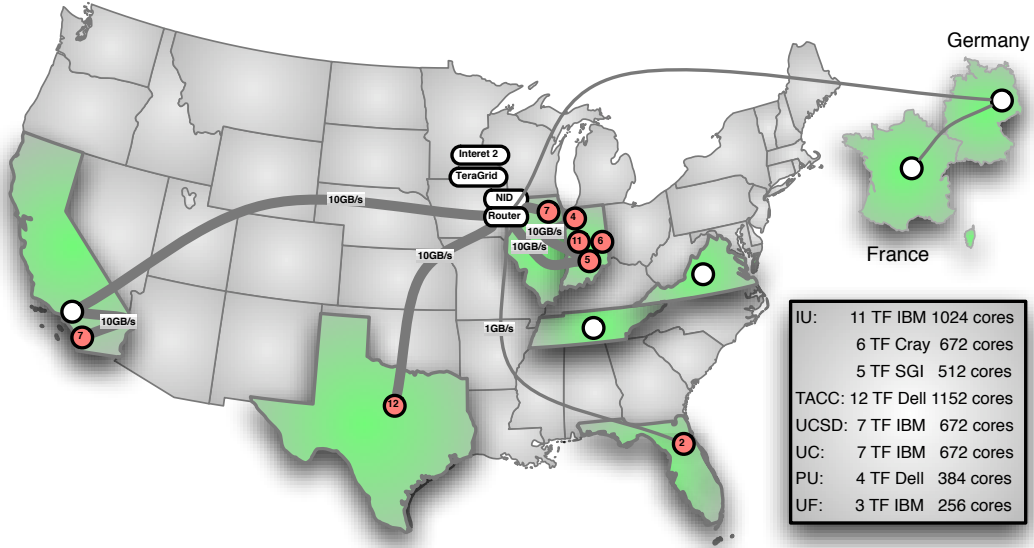 Germany
Interet 2
TeraGrid
NID
Router
10GB/s
7
4
10GB/s
11
6
10GB/s
5
10GB/s
France
10GB/s
7
1GB/s
12
2
IU: 11 TF IBM 1024 cores
6 TF Cray 672 cores
5 TF SGI 512 cores
TACC: 12 TF Dell 1152 cores
UCSD: 7 TF IBM 672 cores
UC: 7 TF IBM 672 cores
PU: 4 TF Dell 384 cores
UF: 3 TF IBM 256 cores